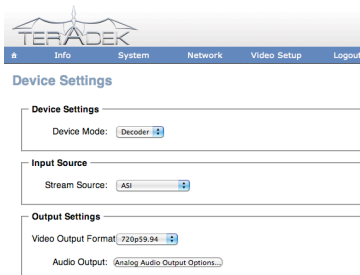 TERADEK
Info System Network Video Setup Logout
Device Settings
Device Settings
Device Mode: Decoder
Input Source
Stream Source: ASI
Output Settings
Video Output Format 720p59.94
Audio Output: Analog Audio Output Options...